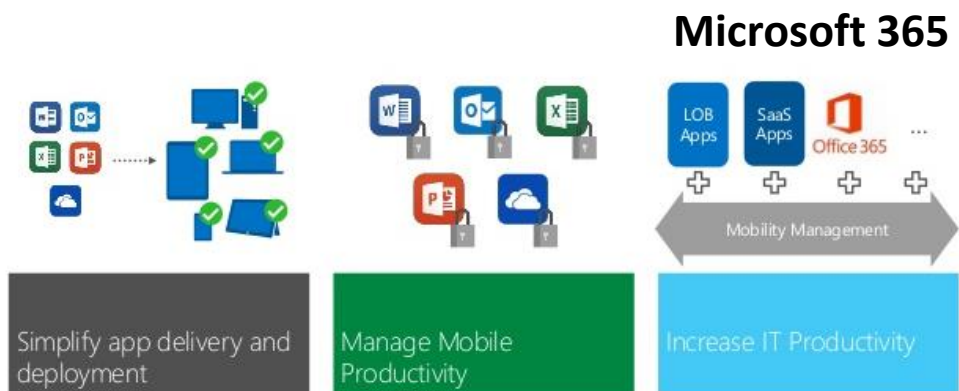 Microsoft 365
LOB
Apps
SaaS
Apps
Office 365
...
Mobility Management
Simplify app delivery and
deployment
Manage Mobile
Productivity
Increase IT Productivity